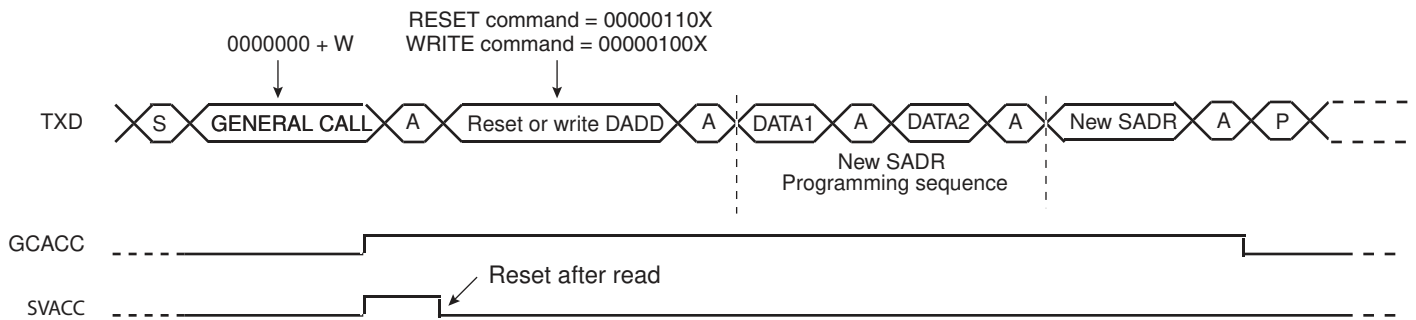 RESET command = 00000110X
0000000 + W
WRITE command = 00000100X
TXD
S
GENERAL CALL
A
Reset or write DADD
A
DATA1
A
DATA2
A
New SADR
A
P
New SADR
Programming sequence
GCACC
Reset after read
SVACC